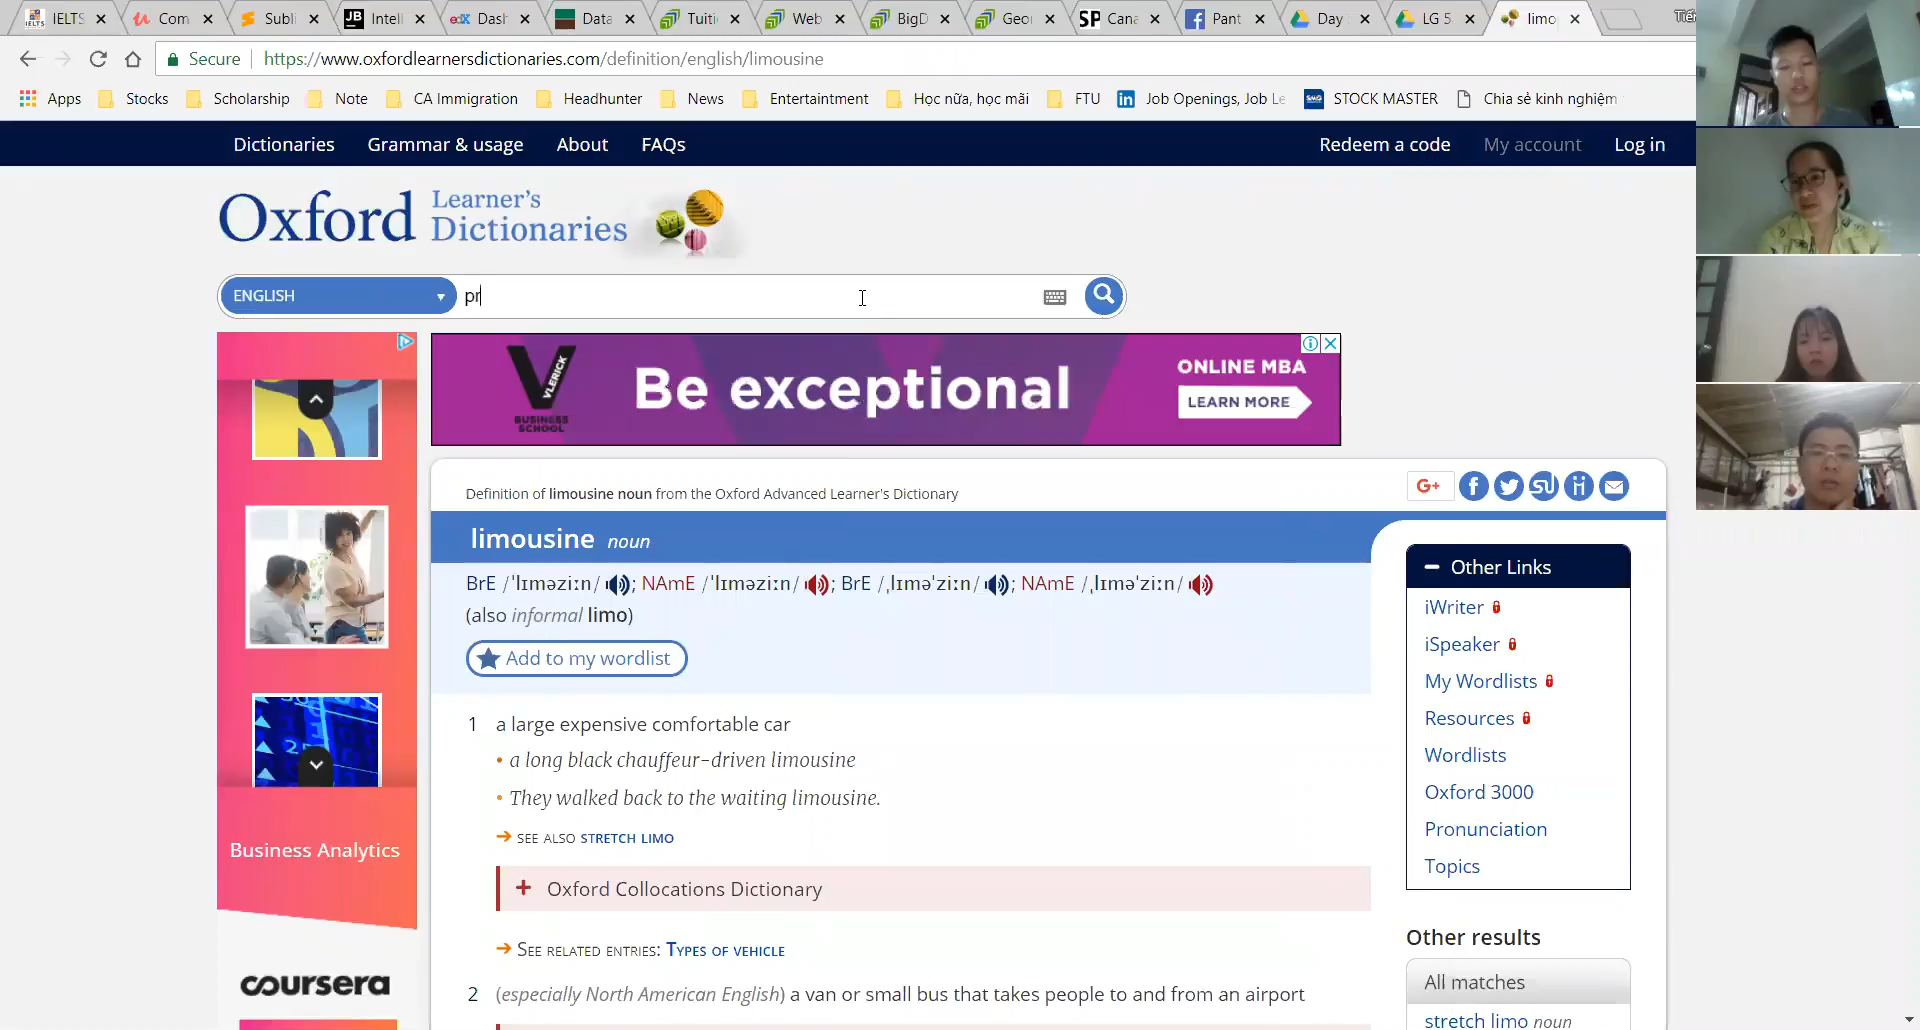 IELTS Com Subli Intell Dash Data Tuiti Web BigD Geor Cana Pant Day LG 5 limo
Secure https://www.oxfordlearnersdictionaries.com/definition/english/limousine
Apps Stocks Scholarship Note CA Immigration Headhunter News Entertaintment Học nữa, học mãi FTU Job Openings, Job Le STOCK MASTER Chia sẻ kinh nghiệm
Dictionaries Grammar & usage About FAQs Redeem a code My account Log in
Oxford Learner's Dictionaries
ENGLISH pr
VLERICK BUSINESS SCHOOL
Be exceptional
ONLINE MBA
LEARN MORE
Definition of limousine noun from the Oxford Advanced Learner's Dictionary
G+
limousine noun
BrE /ˈlɪməziːn/; NAmE /ˈlɪməziːn/; BrE /ˌlɪməˈziːn/; NAmE /ˌlɪməˈziːn/
(also informal limo)
Add to my wordlist
1 a large expensive comfortable car
• a long black chauffeur-driven limousine
• They walked back to the waiting limousine.
SEE ALSO STRETCH LIMO
+ Oxford Collocations Dictionary
SEE RELATED ENTRIES: TYPES OF VEHICLE
2 (especially North American English) a van or small bus that takes people to and from an airport
Business Analytics
coursera
Other Links
iWriter
iSpeaker
My Wordlists
Resources
Wordlists
Oxford 3000
Pronunciation
Topics
Other results
All matches
stretch limo noun